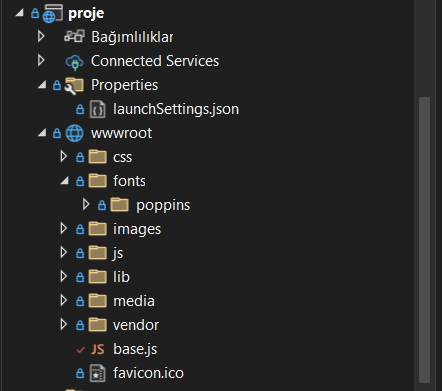 proje
Bağımlılıklar
Connected Services
Properties
launchSettings.json
wwwroot
css
fonts
poppins
images
js
lib
media
vendor
JS base.js
favicon.ico